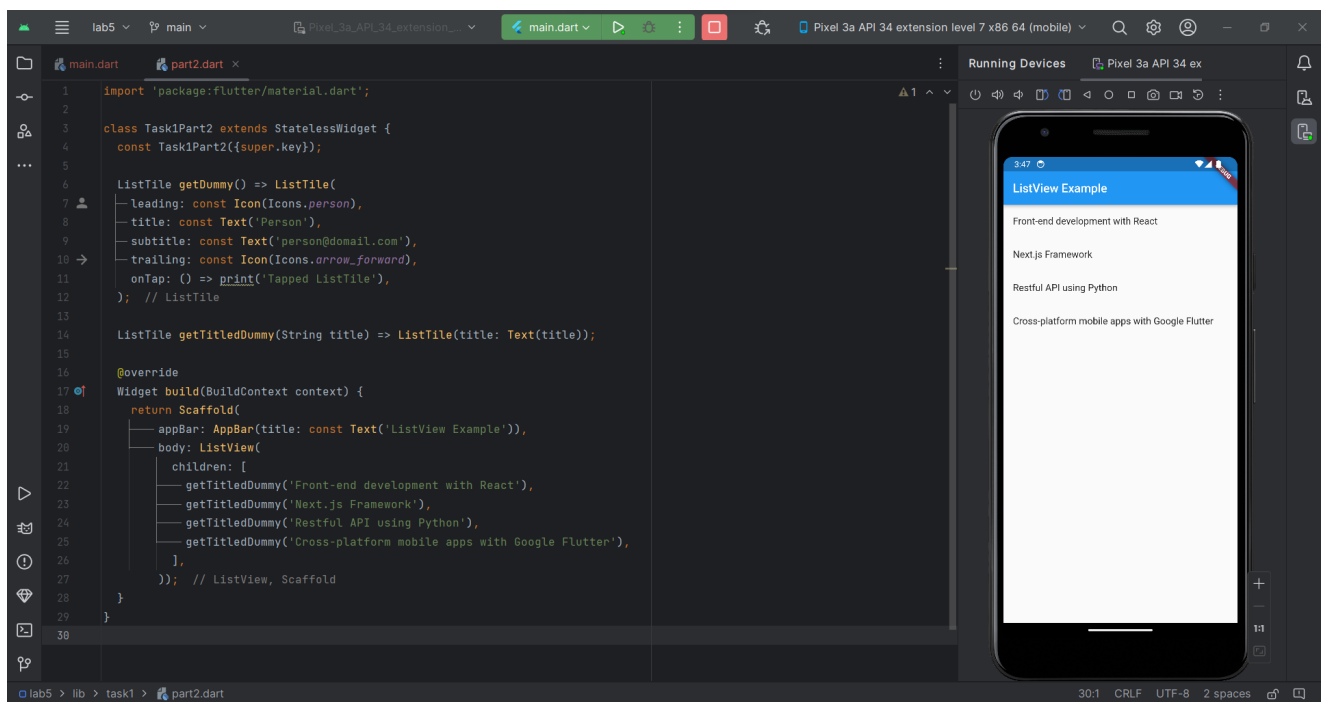 lab5
main
Pixel_3a_API_34_extension_...
main.dart
Pixel 3a API 34 extension level 7 x86 64 (mobile)
main.dart
part2.dart
Running Devices
Pixel 3a API 34 ex
1 import 'package:flutter/material.dart';
1
2
3 class Task1Part2 extends StatelessWidget {
4 const Task1Part2({super.key});
5
6 ListTile getDummy() => ListTile(
7 leading: const Icon(Icons.person),
8 title: const Text('Person'),
9 subtitle: const Text('person@domail.com'),
10 trailing: const Icon(Icons.arrow_forward),
11 onTap: () => print('Tapped ListTile'),
12 ); // ListTile
13
14 ListTile getTitledDummy(String title) => ListTile(title: Text(title));
15
16 @override
17 Widget build(BuildContext context) {
18 return Scaffold(
19 appBar: AppBar(title: const Text('ListView Example')),
20 body: ListView(
21 children: [
22 getTitledDummy('Front-end development with React'),
23 getTitledDummy('Next.js Framework'),
24 getTitledDummy('Restful API using Python'),
25 getTitledDummy('Cross-platform mobile apps with Google Flutter'),
26 ],
27 )); // ListView, Scaffold
28 }
29 }
30
3:47
DEBUG
ListView Example
Front-end development with React
Next.js Framework
Restful API using Python
Cross-platform mobile apps with Google Flutter
1:1
lab5 > lib > task1 > part2.dart
30:1 CRLF UTF-8 2 spaces